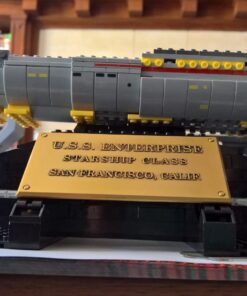 U.S.S. ENTERPRISE
STARSHIP CLASS
SAN FRANCISCO, CALIF.